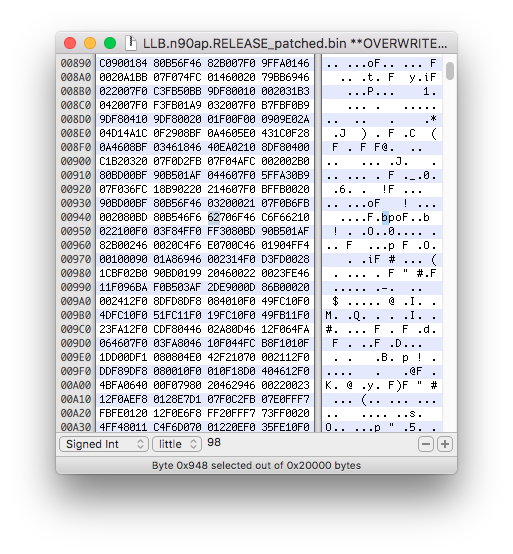 LLB.n90ap.RELEASE_patched.bin **OVERWRITE...
00890 C0900184 80B56F46 82B007F0 9FFA0146 ..... ..oF.... ...F
008A0 0020A1BB 07F074FC 01460020 79BB6946 . .. .t. F y.iF
008B0 022007F0 C3FB50BB 9DF80010 002031B3 ...P... 1.
008C0 042007F0 F3FB01A9 032007F0 B7FBF0B9
008D0 9DF80410 9DF80020 01F00F00 0909E02A ...*
008E0 04D14A1C 0F2908BF 0A4605E0 431C0F28 .J ) . F .C (
008F0 0A4608BF 03461846 40EA0210 8DF80400 F . F F@. ..
00900 C1B20320 07F0D2FB 07F04AFC 002002B0 ... ...J. ..
00910 80BD00BF 90B501AF 044607F0 5FFA30B9 ..... .. F ._.0.
00920 07F036FC 18B90220 214607F0 BFFB0020 .6. . !F ...
00930 90BD00BF 80B56F46 03200021 07F0B6FB .....oF . ! ...
00940 002080BD 80B546F6 62706F46 C6F66210 ....F.bpoF..b
00950 022100F0 03F84FF0 FF3080BD 90B501AF ! . .O..0..... .
00960 82B00246 0020C4F6 E0700C46 01904FF4 .. F ...p F .O.
00970 00100090 01A86946 002314F0 D3FD0028 ..iF # ... (
00980 1CBF02B0 90BD0199 20460022 0023FE46 .... F " #.F
00990 11F096BA F0B503AF 2DE9000D 86B00020 ..... .-. ..
009A0 002412F0 8DFD8DF8 084010F0 49FC10F0 $ .....@ .I. .
009B0 4DFC10F0 51FC11F0 19FC10F0 49FB11F0 M. .Q. . . .I. .
009C0 23FA12F0 CDF80446 02A80D46 12F064FA #. ... F . F .d.
009D0 064607F0 03FA8046 10F044FC B8F1010F F . ..F .D...
009E0 1DD00DF1 080804E0 42F21070 002112F0 . . ..B. p ! .
009F0 DDF89DF8 080010F0 010F18D0 404612F0 .... . ..@F .
00A00 4BFA0640 00F07980 20462946 00220023 K. @ .y. F)F " #
00A10 12F0AEF8 0128E7D1 07F0C2FB 07E0FFF7
00A20 FBFE0120 12F0E6F8 FF20DFF7 73FF0020
00A30 4FF48011 C4F6D070 01220EF0 35FE10F0
Signed Int little 98
Byte 0x948 selected out of 0x20000 bytes